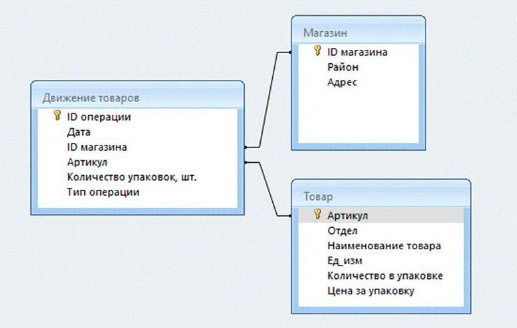 Магазин
ID магазина
Район
Адрес
Движение товаров
ID операции
Дата
ID магазина
Артикул
Количество упаковок, шт.
Тип операции
Товар
Артикул
Отдел
Наименование товара
Ед_изм
Количество в упаковке
Цена за упаковку